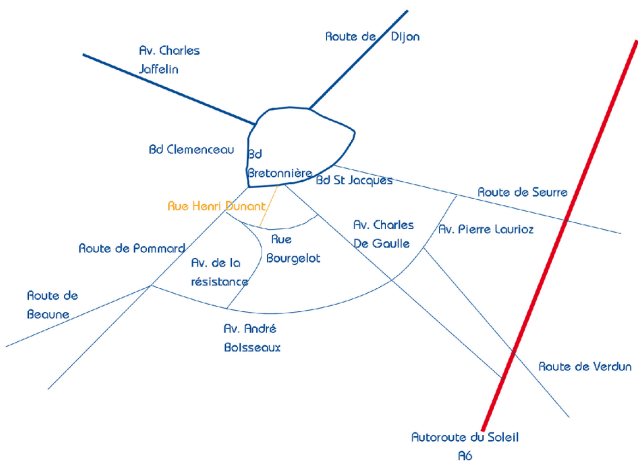 Route de Dijon
Av. Charles
Jaffelin
Bd Clemenceau
Bd
Bretonnière
Bd St Jacques
Route de Seurre
Rue Henri Dunant
Av. Charles
De Gaulle
Av. Pierre Laurioz
Rue
Bourgelot
Route de Pommard
Av. de la
résistance
Route de
Beaune
Av. André
Boisseaux
Route de Verdun
Autoroute du Soleil
A6